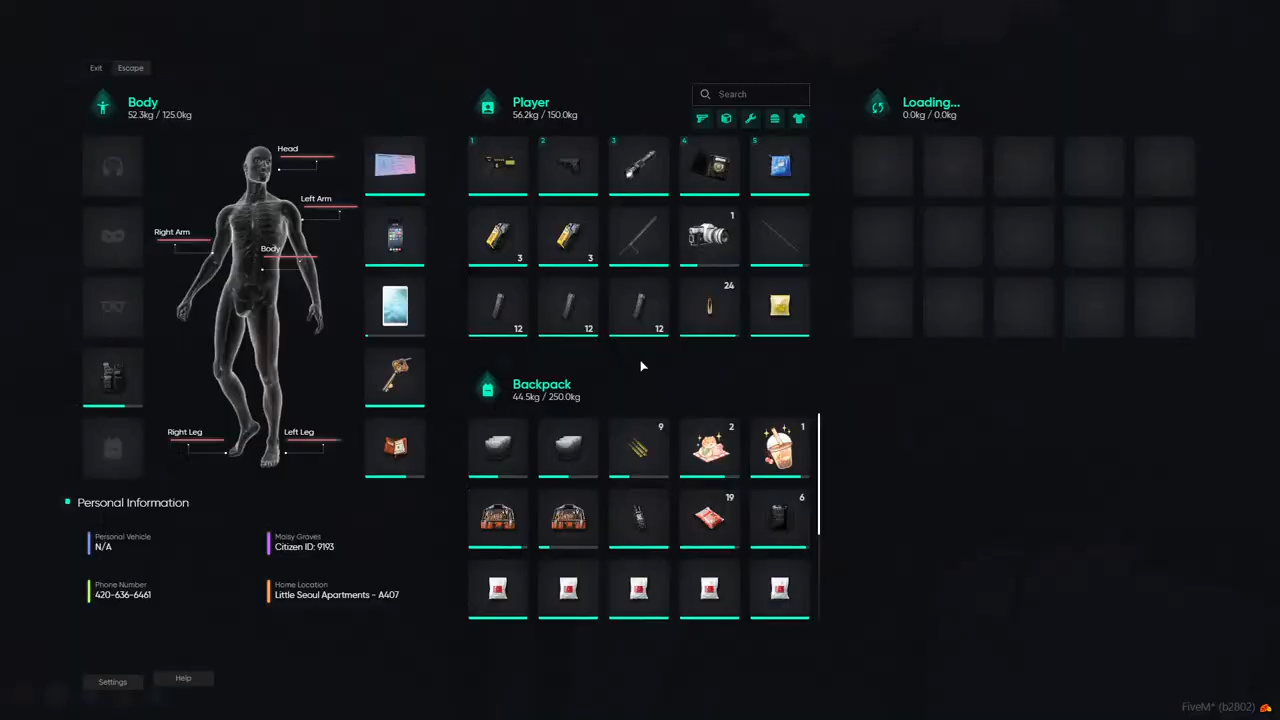 Exit Escape
Body
52.3kg / 125.0kg
Head
Left Arm
Right Arm
Body
Right Leg
Left Leg
Personal Information
Personal Vehicle
N/A
Maisy Graves
Citizen ID: 9193
Phone Number
420-636-6461
Home Location
Little Seoul Apartments - A407
Settings
Help
Player
56.2kg / 150.0kg
Search
1 2 3 4 5
3 3 1
12 12 12 24
Backpack
44.5kg / 250.0kg
9 2 1
19 6
Loading...
0.0kg / 0.0kg
FiveM* (b2802)